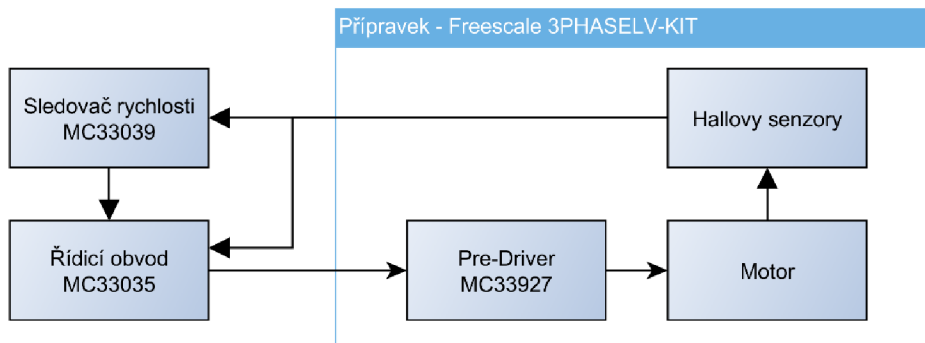 Přípravek - Freescale 3PHASELV-KIT
Sledovač rychlosti
MC33039
Hallovy senzory
Řídicí obvod
MC33035
Pre-Driver
MC33927
Motor